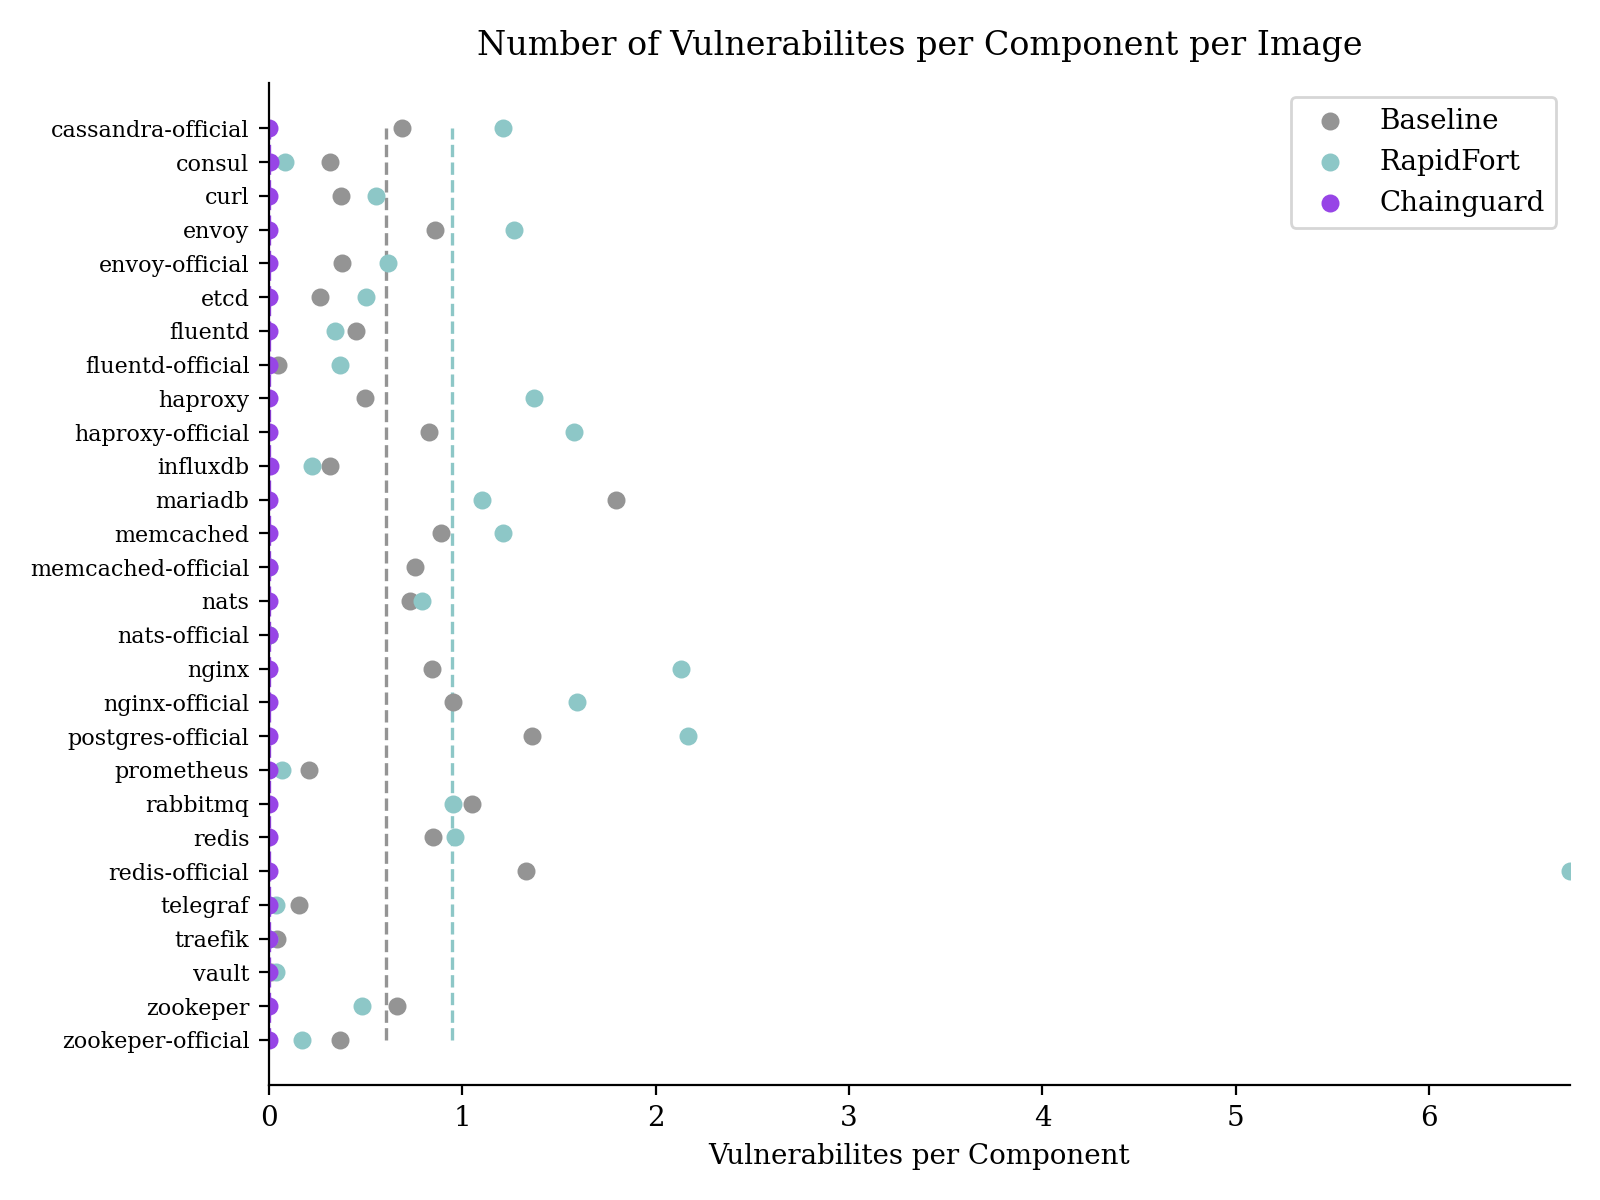 Number of Vulnerabilites per Component per Image
Baseline
RapidFort
Chainguard
cassandra-official
consul
curl
envoy
envoy-official
etcd
fluentd
fluentd-official
haproxy
haproxy-official
influxdb
mariadb
memcached
memcached-official
nats
nats-official
nginx
nginx-official
postgres-official
prometheus
rabbitmq
redis
redis-official
telegraf
traefik
vault
zookeper
zookeper-official
0 1 2 3 4 5 6
Vulnerabilites per Component